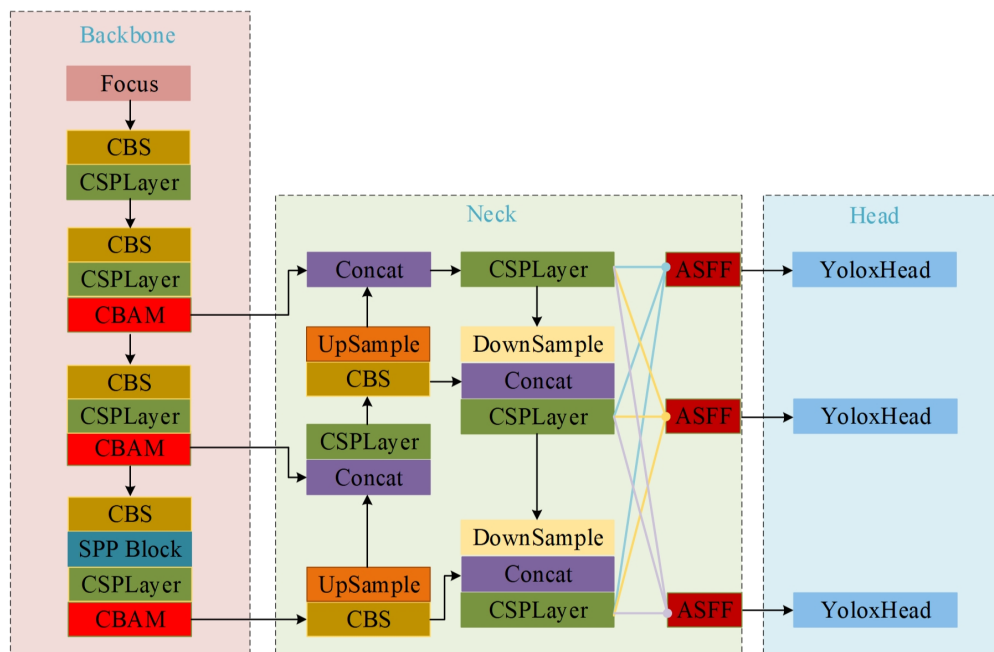 Backbone
Focus
CBS
CSPLayer
CBS
CSPLayer
CBAM
CBS
CSPLayer
CBAM
CBS
SPP Block
CSPLayer
CBAM
Neck
Concat
UpSample
CBS
CSPLayer
Concat
UpSample
CBS
CSPLayer
DownSample
Concat
CSPLayer
DownSample
Concat
CSPLayer
ASFF
ASFF
ASFF
Head
YoloxHead
YoloxHead
YoloxHead